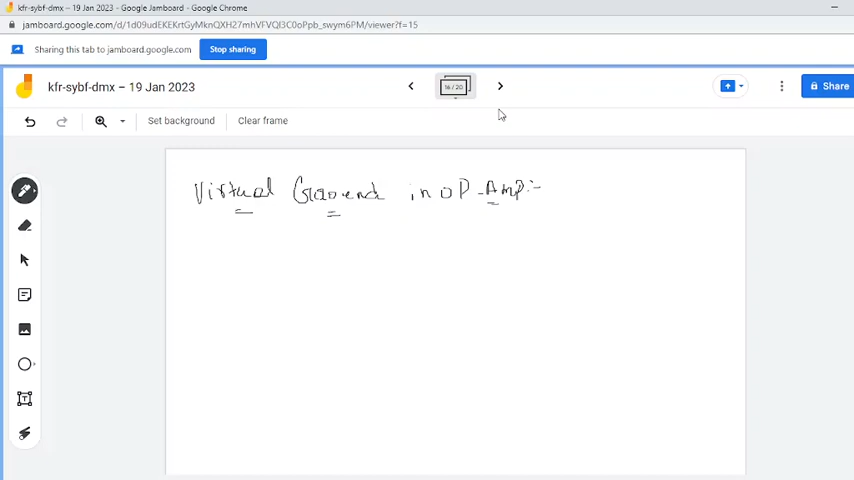 kfr-sybf-dmx – 19 Jan 2023 - Google Jamboard - Google Chrome
jamboard.google.com/d/1d09udEKEKrtGyMknQXH27mhVFVQI3C0oPpb_swym6PM/viewer?f=15
Sharing this tab to jamboard.google.com Stop sharing
kfr-sybf-dmx – 19 Jan 2023 16 / 20 Share
Set background Clear frame
Virtual Ground in OP-Amp:-